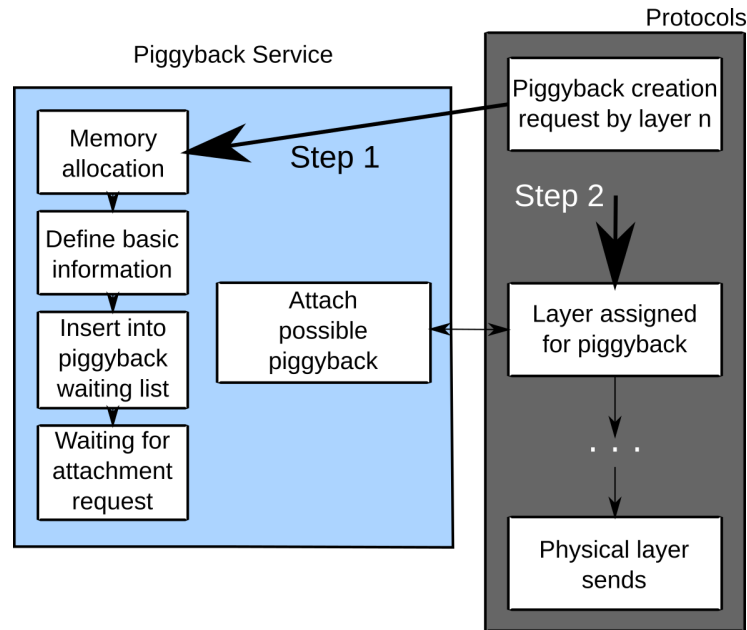 Protocols
Piggyback Service
Piggyback creation
request by layer n
Memory
allocation
Step 1
Step 2
Define basic
information
Attach
possible
piggyback
Layer assigned
for piggyback
Insert into
piggyback
waiting list
Waiting for
attachment
request
. . .
Physical layer
sends